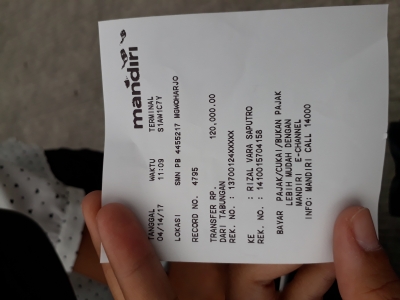 mandiri
TANGGAL WAKTU TERMINAL
04/14/17 11:09 S1AW1C7Y
LOKASI SMN PB 4455217 MGWOHARJO
RECORD NO. 4795
TRANSFER RP. 120,000.00
DARI TABUNGAN
REK. NO. : 13700124XXXXX
KE : RIZAL VARA SAPUTRO
REK. NO. : 1410015704158
BAYAR PAJAK/CUKAI/BUKAN PAJAK
LEBIH MUDAH DENGAN
MANDIRI E-CHANNEL
INFO: MANDIRI CALL 14000